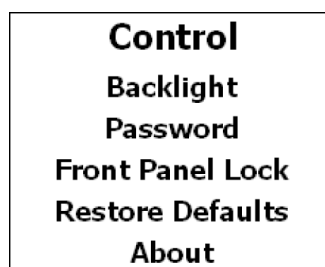 Control
Backlight
Password
Front Panel Lock
Restore Defaults
About